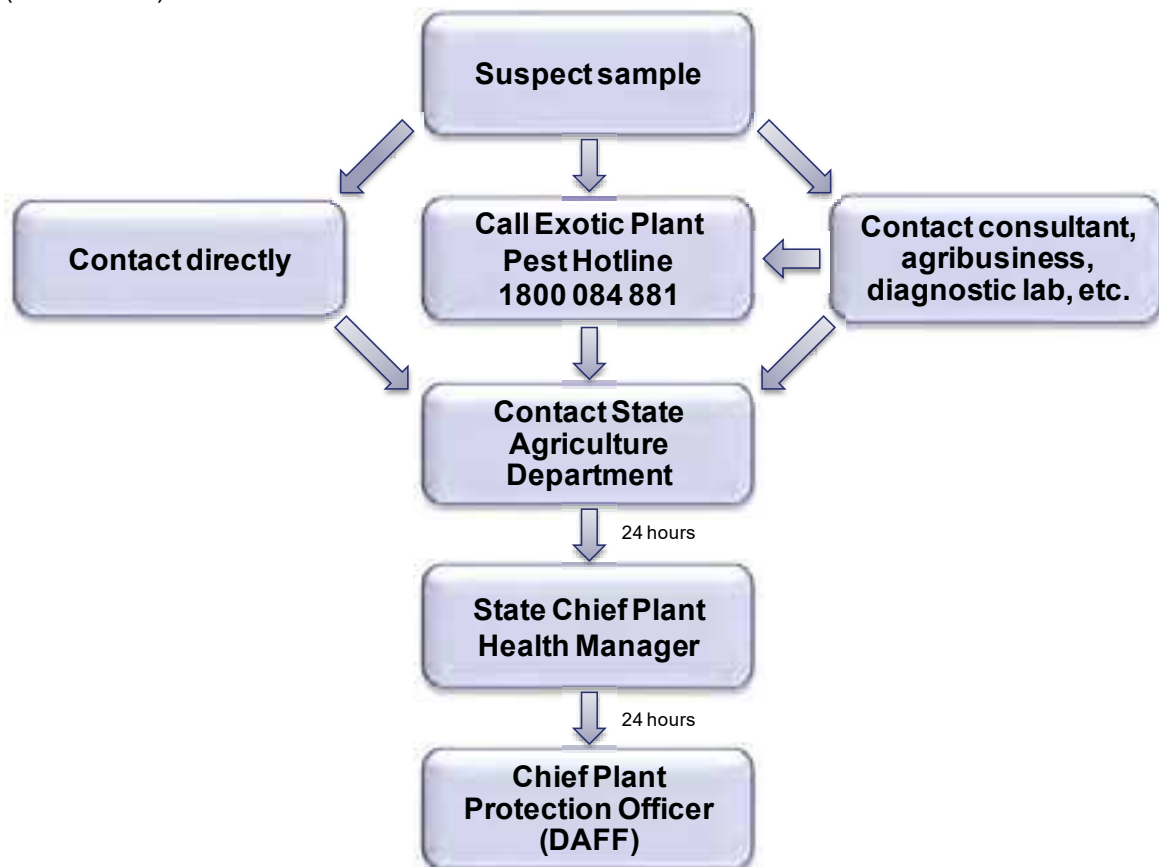 Suspect sample
Contact directly
Call Exotic Plant
Pest Hotline
1800 084 881
Contact consultant,
agribusiness,
diagnostic lab, etc.
Contact State
Agriculture
Department
24 hours
State Chief Plant
Health Manager
24 hours
Chief Plant
Protection Officer
(DAFF)